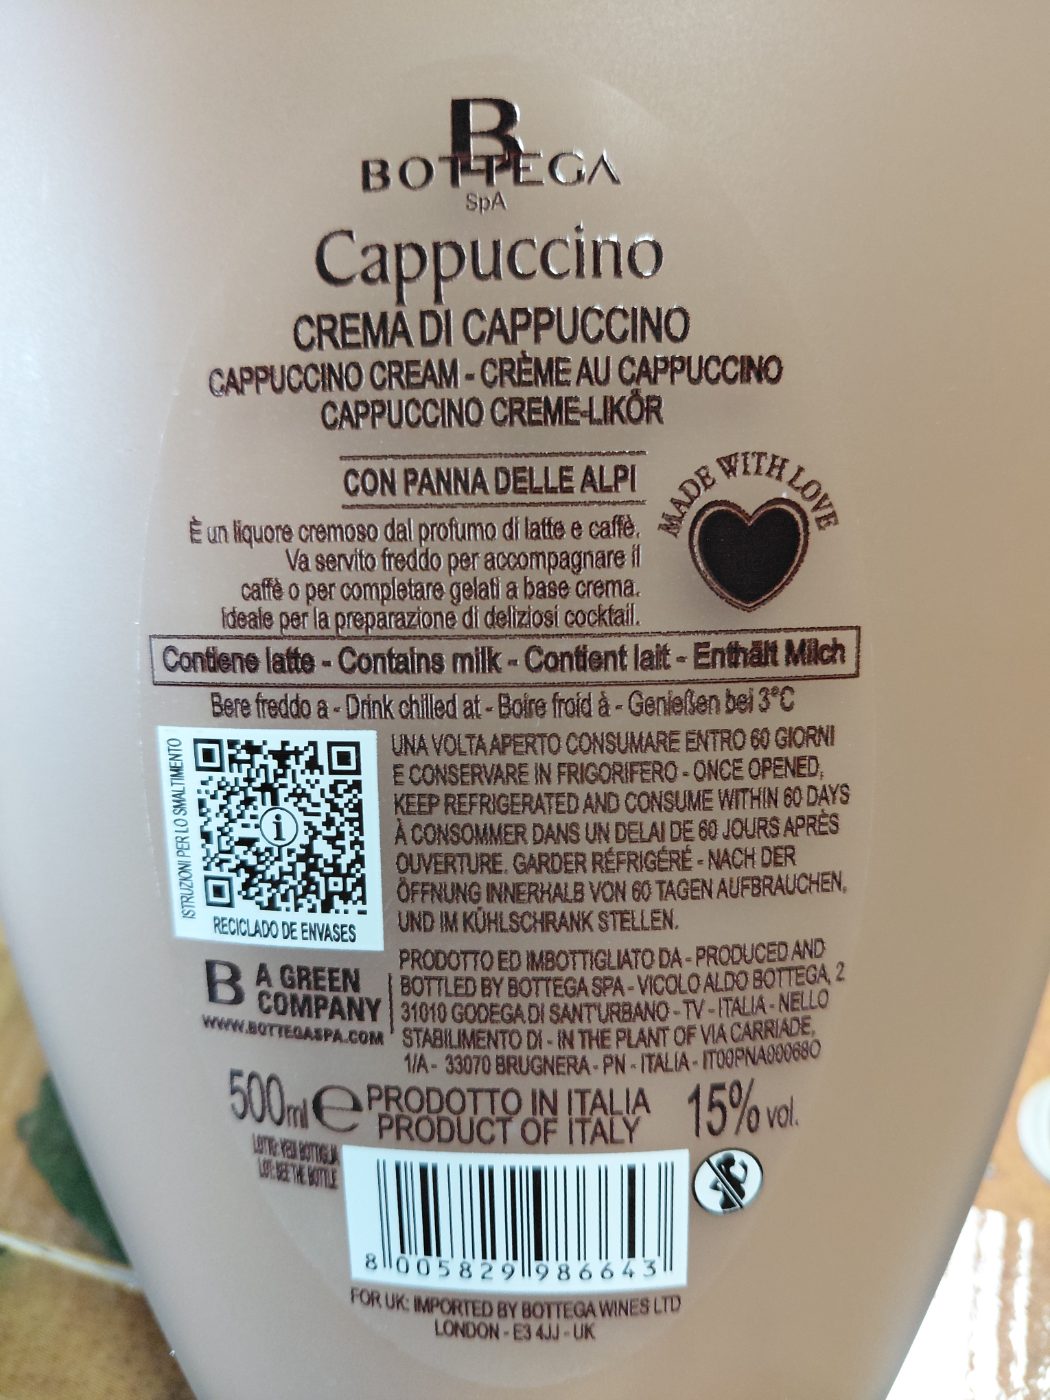 B
BOTTEGA
SpA
Cappuccino
CREMA DI CAPPUCCINO
CAPPUCCINO CREAM - CRÈME AU CAPPUCCINO
CAPPUCCINO CREME-LIKÖR
CON PANNA DELLE ALPI
MADE WITH LOVE
È un liquore cremoso dal profumo di latte e caffè.
Va servito freddo per accompagnare il
caffè o per completare gelati a base crema.
Ideale per la preparazione di deliziosi cocktail.
Contiene latte - Contains milk - Contient lait - Enthält Milch
Bere freddo a - Drink chilled at - Boire froid à - Genießen bei 3°C
ISTRUZIONI PER LO SMALTIMENTO
i
RECICLADO DE ENVASES
UNA VOLTA APERTO CONSUMARE ENTRO 60 GIORNI
E CONSERVARE IN FRIGORIFERO - ONCE OPENED,
KEEP REFRIGERATED AND CONSUME WITHIN 60 DAYS
À CONSOMMER DANS UN DELAI DE 60 JOURS APRÈS
OUVERTURE. GARDER RÉFRIGÉRÉ - NACH DER
ÖFFNUNG INNERHALB VON 60 TAGEN AUFBRAUCHEN,
UND IM KÜHLSCHRANK STELLEN.
B A GREEN
COMPANY
WWW.BOTTEGASPA.COM
PRODOTTO ED IMBOTTIGLIATO DA - PRODUCED AND
BOTTLED BY BOTTEGA SPA - VICOLO ALDO BOTTEGA, 2
31010 GODEGA DI SANT'URBANO - TV - ITALIA - NELLO
STABILIMENTO DI - IN THE PLANT OF VIA CARRIADE,
1/A - 33070 BRUGNERA - PN - ITALIA - IT00PNA00068O
500ml e PRODOTTO IN ITALIA
PRODUCT OF ITALY
15% vol.
LOTTO: VEDI BOTTIGLIA
LOT: SEE THE BOTTLE
8 005829 986643
FOR UK: IMPORTED BY BOTTEGA WINES LTD
LONDON - E3 4JJ - UK